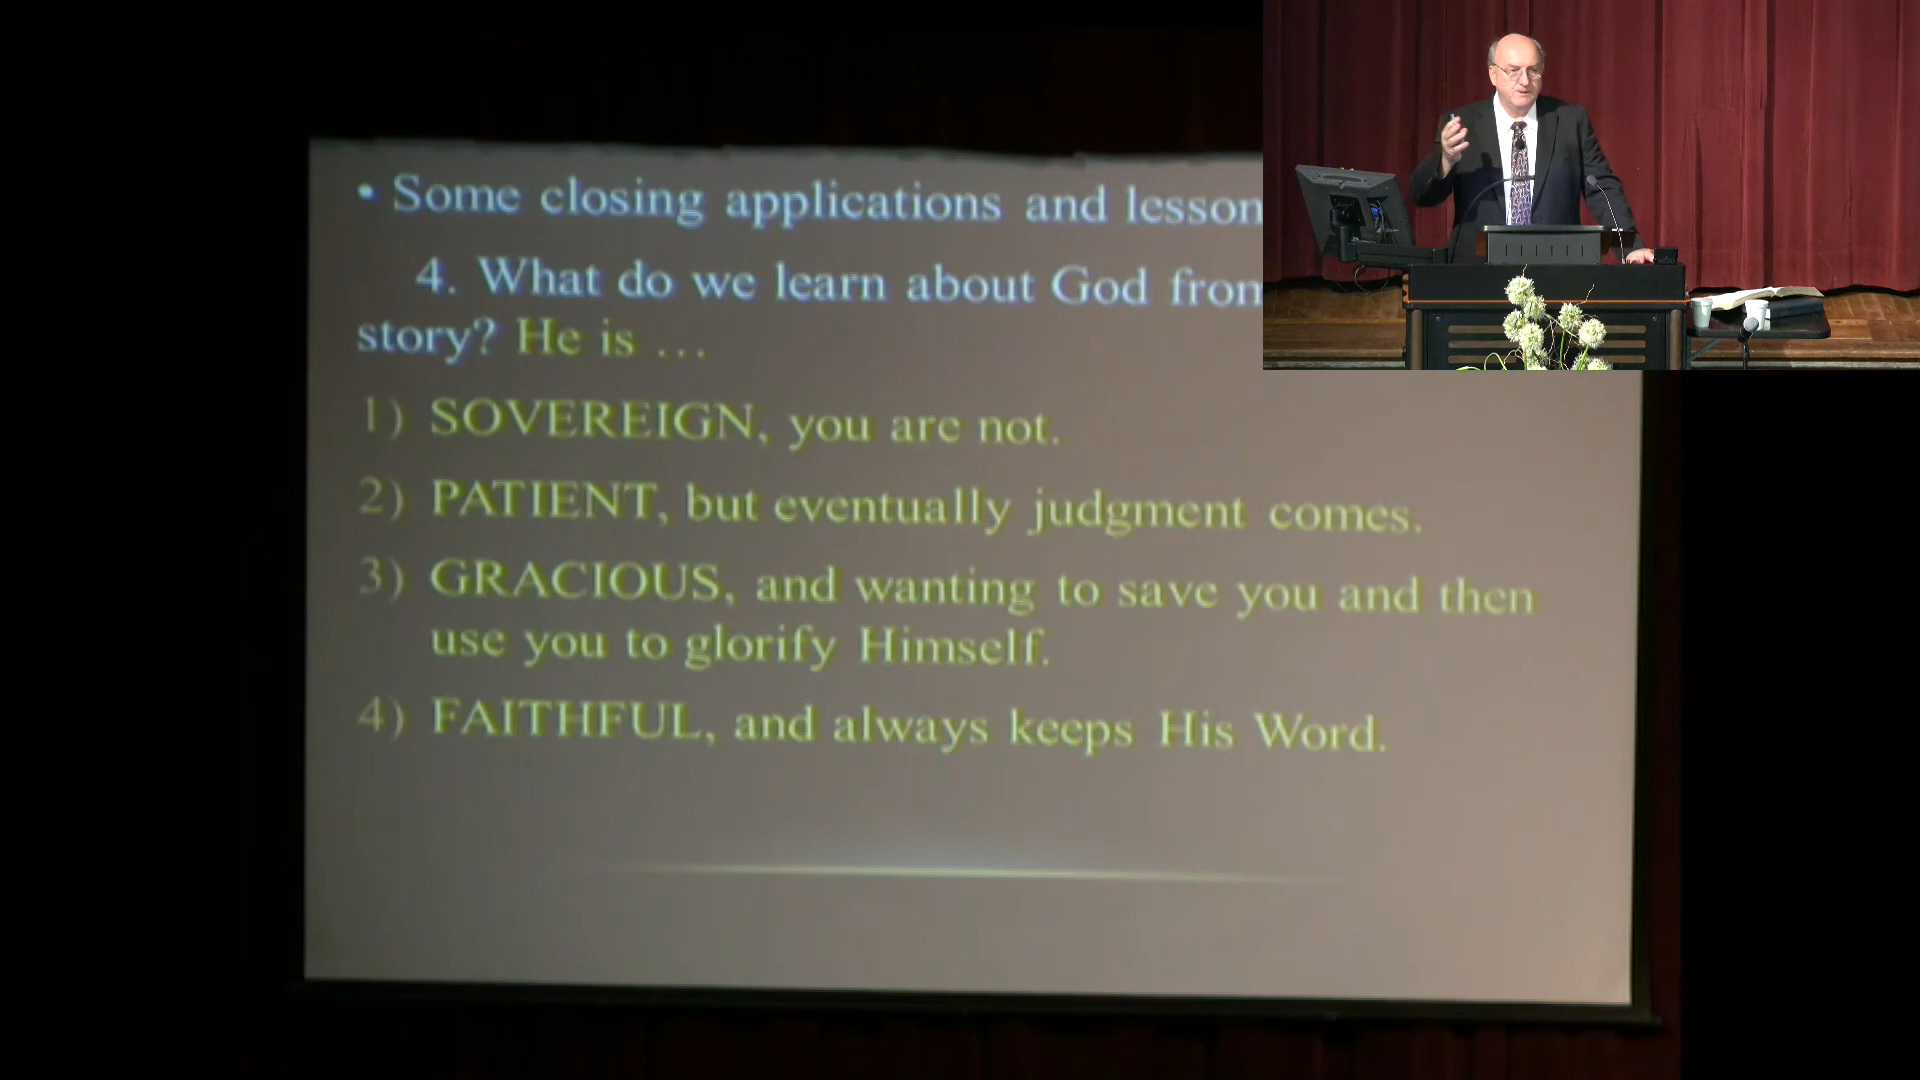 • Some closing applications and lesson
4. What do we learn about God from
story? He is ...
1) SOVEREIGN, you are not.
2) PATIENT, but eventually judgment comes.
3) GRACIOUS, and wanting to save you and then
use you to glorify Himself.
4) FAITHFUL, and always keeps His Word.